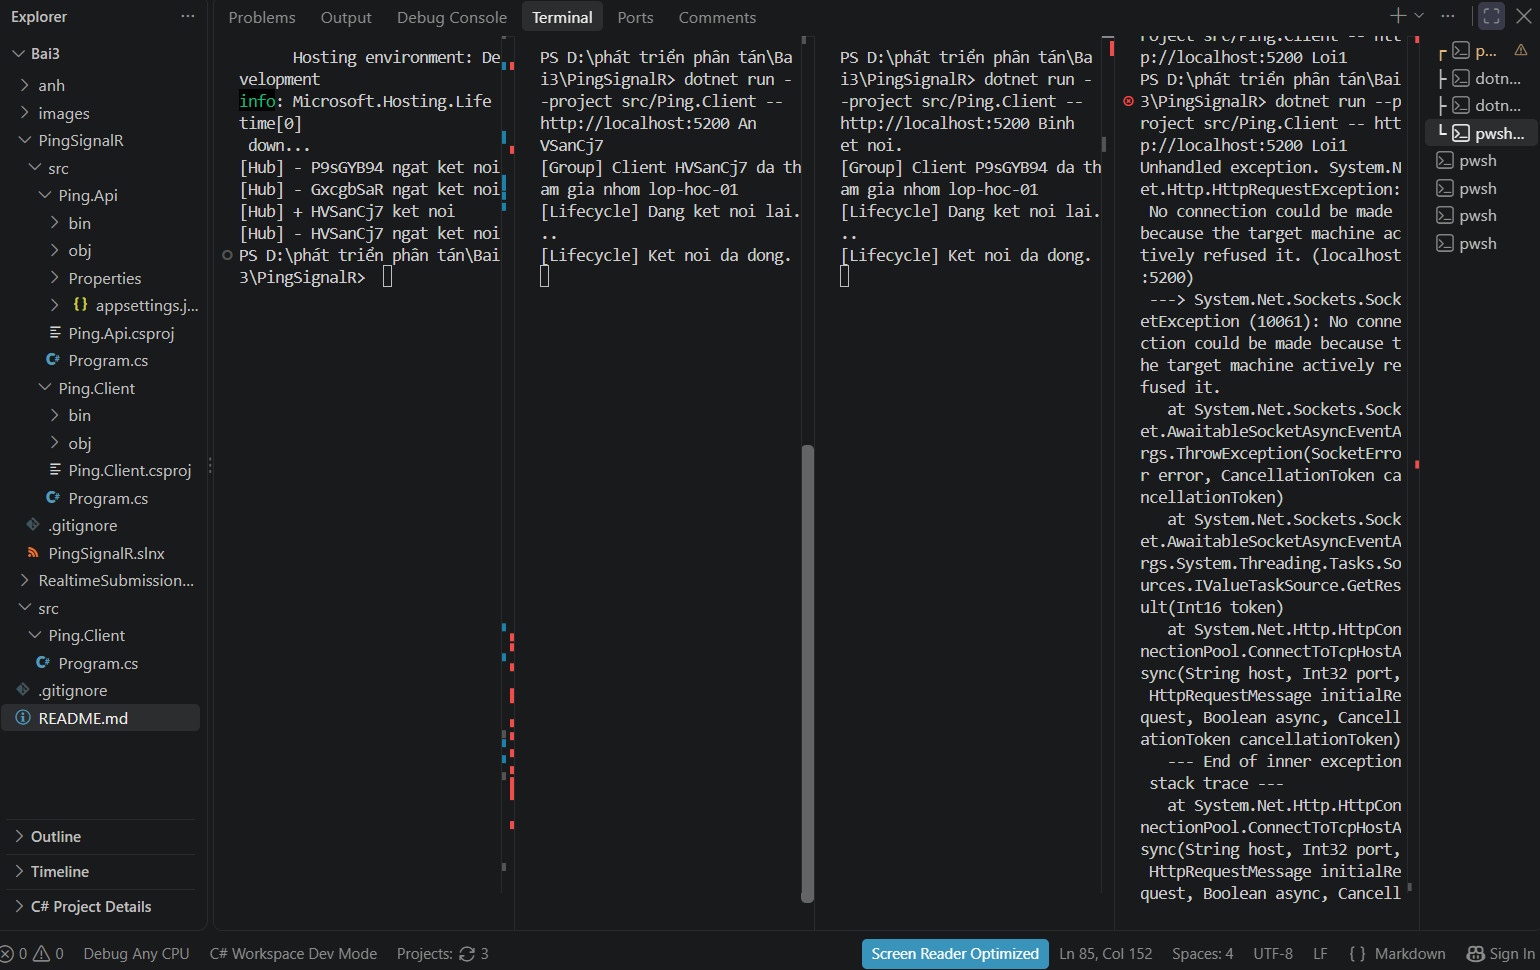 Explorer
Bai3
anh
images
PingSignalR
src
Ping.Api
bin
obj
Properties
{} appsettings.j...
Ping.Api.csproj
C# Program.cs
Ping.Client
bin
obj
Ping.Client.csproj
C# Program.cs
.gitignore
PingSignalR.slnx
RealtimeSubmission...
src
Ping.Client
C# Program.cs
.gitignore
README.md
Outline
Timeline
C# Project Details
Problems Output Debug Console Terminal Ports Comments
Hosting environment: De
velopment
info: Microsoft.Hosting.Life
time[0]
down...
[Hub] - P9sGYB94 ngat ket noi
[Hub] - GxcgbSaR ngat ket noi
[Hub] + HVSanCj7 ket noi
[Hub] - HVSanCj7 ngat ket noi
PS D:\phát triển phân tán\Bai
3\PingSignalR>
PS D:\phát triển phân tán\Ba
i3\PingSignalR> dotnet run -
-project src/Ping.Client --
http://localhost:5200 An
VSanCj7
[Group] Client HVSanCj7 da th
am gia nhom lop-hoc-01
[Lifecycle] Dang ket noi lai.
..
[Lifecycle] Ket noi da dong.
PS D:\phát triển phân tán\Ba
i3\PingSignalR> dotnet run -
-project src/Ping.Client --
http://localhost:5200 Binh
et noi.
[Group] Client P9sGYB94 da th
am gia nhom lop-hoc-01
[Lifecycle] Dang ket noi lai.
..
[Lifecycle] Ket noi da dong.
roject src/Ping.Client -- htt
p://localhost:5200 Loi1
PS D:\phát triển phân tán\Bai
3\PingSignalR> dotnet run --p
roject src/Ping.Client -- htt
p://localhost:5200 Loi1
Unhandled exception. System.N
et.Http.HttpRequestException:
No connection could be made
because the target machine ac
tively refused it. (localhost
:5200)
---> System.Net.Sockets.Sock
etException (10061): No conne
ction could be made because t
he target machine actively re
fused it.
at System.Net.Sockets.Sock
et.AwaitableSocketAsyncEventA
rgs.ThrowException(SocketErro
r error, CancellationToken ca
ncellationToken)
at System.Net.Sockets.Sock
et.AwaitableSocketAsyncEventA
rgs.System.Threading.Tasks.So
urces.IValueTaskSource.GetRes
ult(Int16 token)
at System.Net.Http.HttpCon
nectionPool.ConnectToTcpHostA
sync(String host, Int32 port,
HttpRequestMessage initialRe
quest, Boolean async, Cancell
ationToken cancellationToken)
--- End of inner exception
stack trace ---
at System.Net.Http.HttpCon
nectionPool.ConnectToTcpHostA
sync(String host, Int32 port,
HttpRequestMessage initialRe
quest, Boolean async, Cancell
p...
dotn...
dotn...
pwsh...
pwsh
pwsh
pwsh
pwsh
0 0 Debug Any CPU C# Workspace Dev Mode Projects: 3 Screen Reader Optimized Ln 85, Col 152 Spaces: 4 UTF-8 LF {} Markdown Sign In